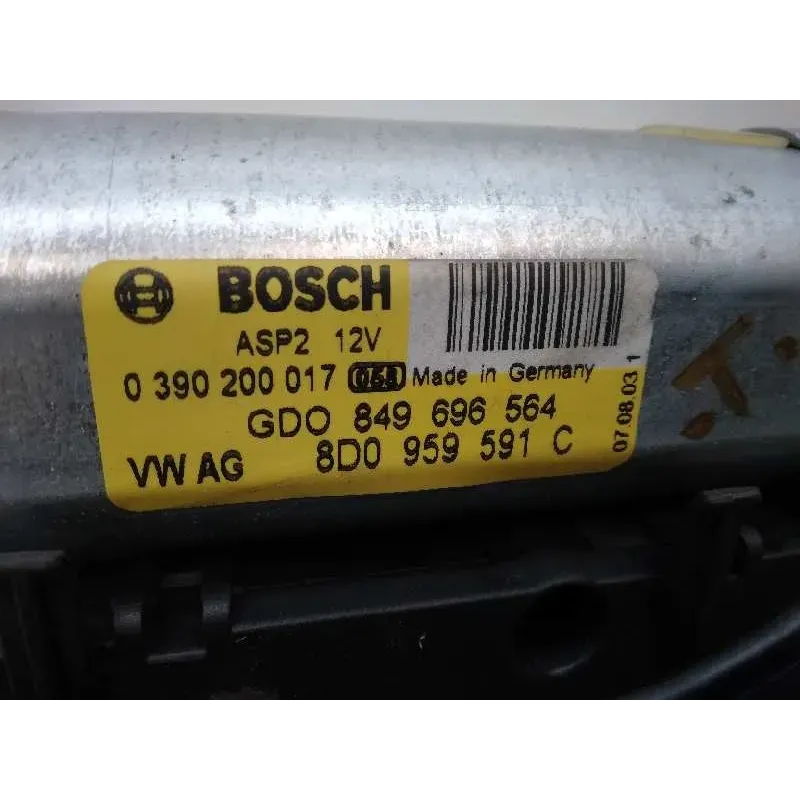 BOSCH
ASP2 12V
0 390 200 017 Made in Germany
GDO 849 696 564
VW AG 8D0 959 591 C
07.08.03 1